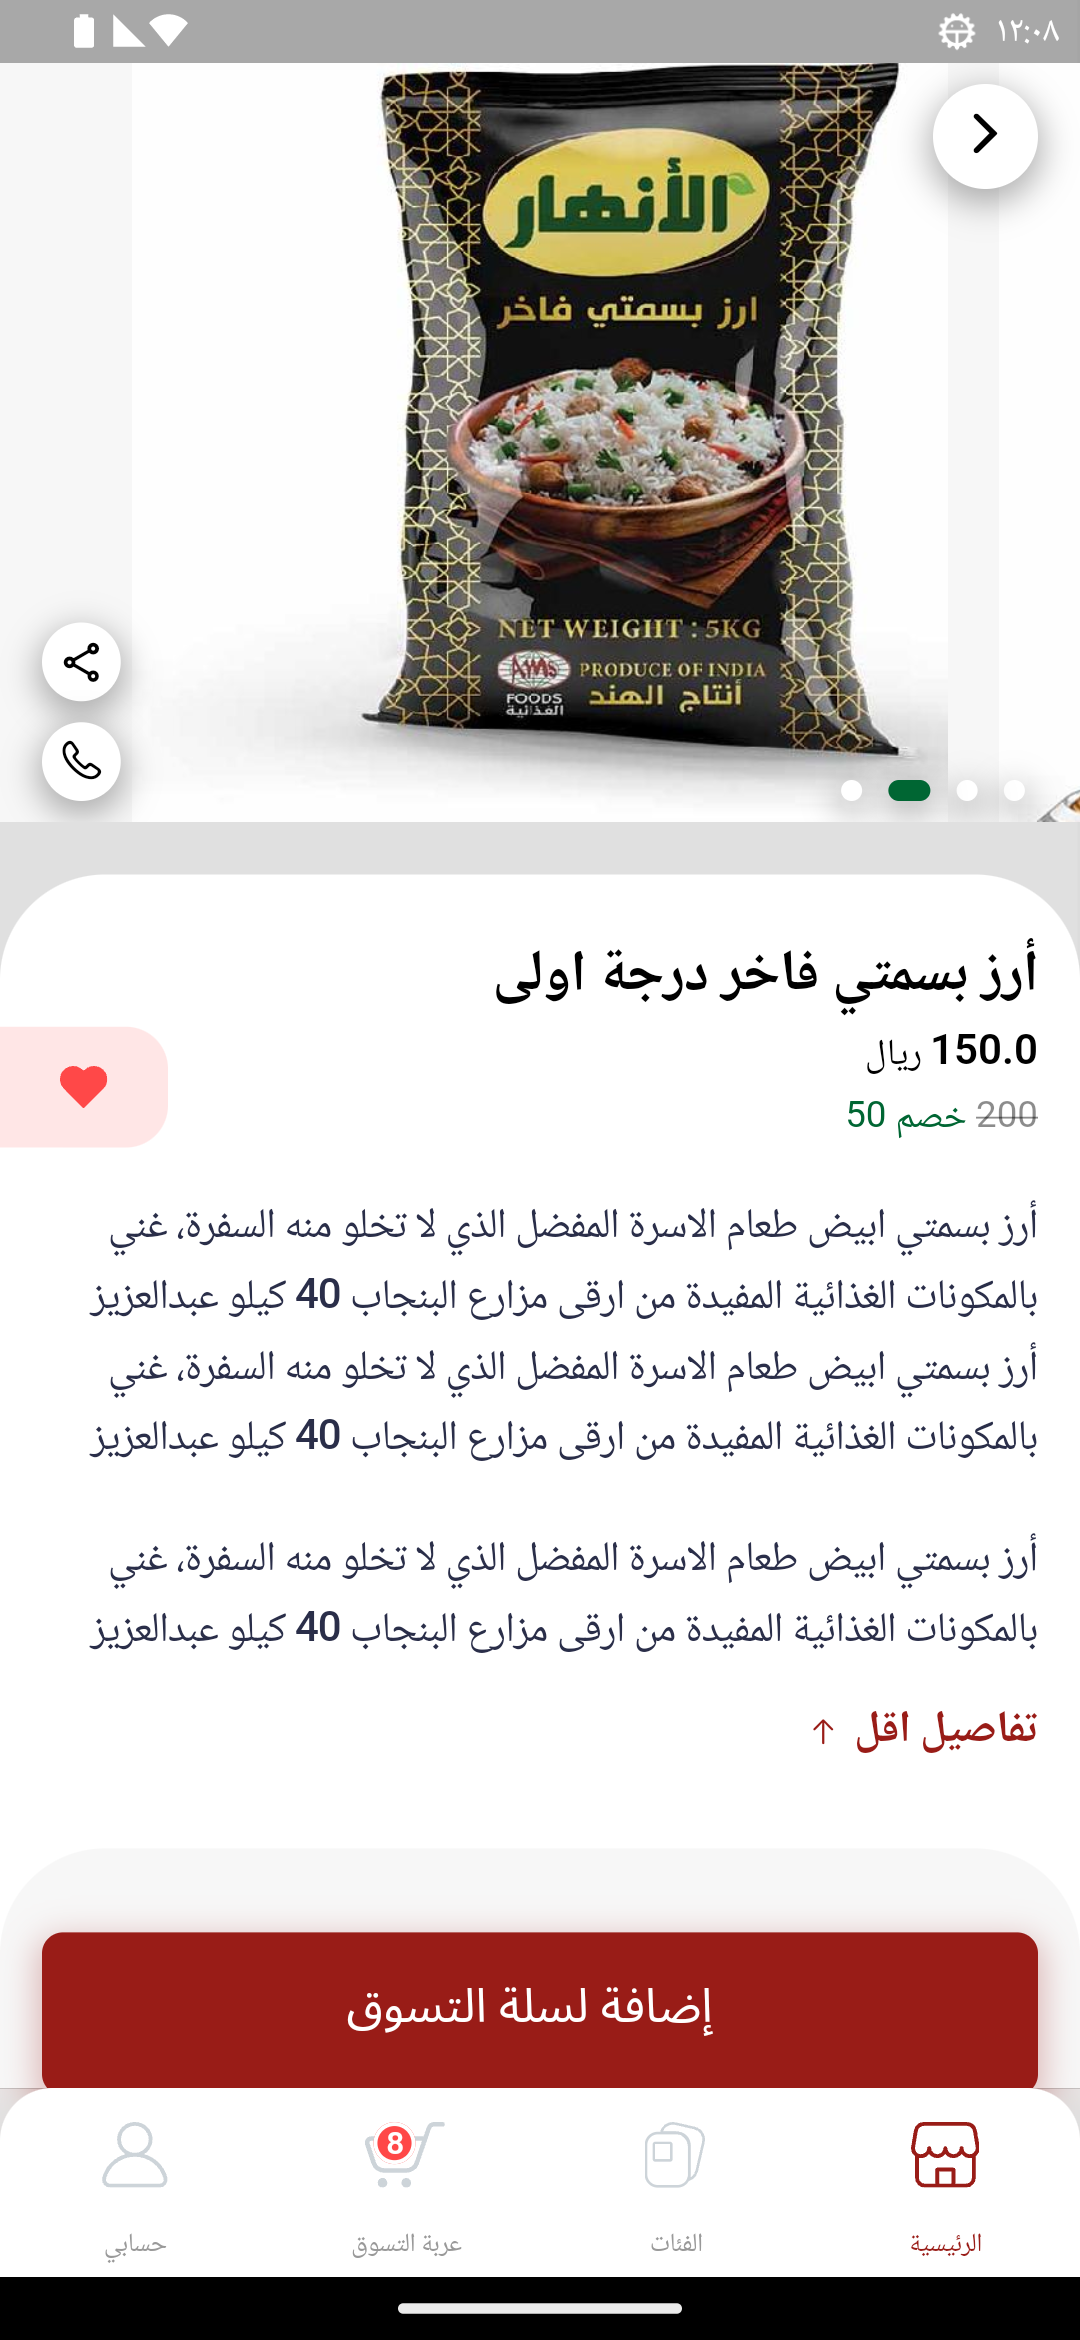 ١٢:٠٨
الأنهار
ارز بسمتي فاخر
NET WEIGHT : 5KG
AMS
FOODS
الغذائية
PRODUCE OF INDIA
أنتاج الهند
أرز بسمتي فاخر درجة اولى
150.0 ريال
200 خصم 50
أرز بسمتي ابيض طعام الاسرة المفضل الذي لا تخلو منه السفرة، غني
بالمكونات الغذائية المفيدة من ارقى مزارع البنجاب 40 كيلو عبدالعزيز
أرز بسمتي ابيض طعام الاسرة المفضل الذي لا تخلو منه السفرة، غني
بالمكونات الغذائية المفيدة من ارقى مزارع البنجاب 40 كيلو عبدالعزيز
أرز بسمتي ابيض طعام الاسرة المفضل الذي لا تخلو منه السفرة، غني
بالمكونات الغذائية المفيدة من ارقى مزارع البنجاب 40 كيلو عبدالعزيز
تفاصيل اقل ↑
إضافة لسلة التسوق
8
الرئيسية
الفئات
عربة التسوق
حسابي